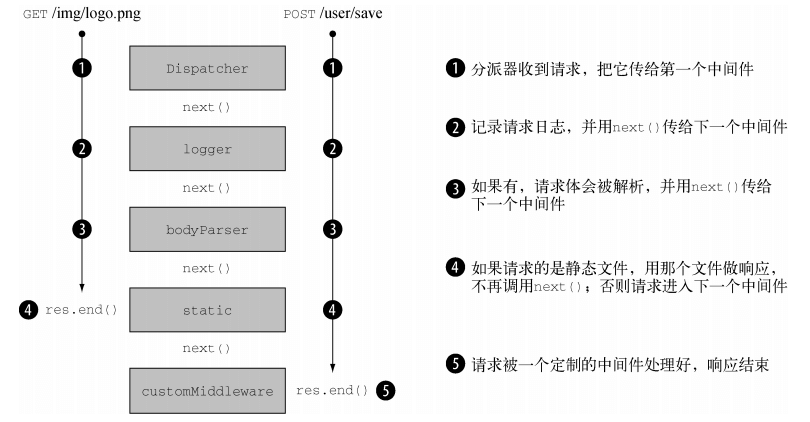 GET /img/logo.png
POST /user/save
1
Dispatcher
1
next()
2
logger
2
next()
3
bodyParser
3
next()
4 res.end()
static
4
next()
customMiddleware
res.end() 5
1 分派器收到请求，把它传给第一个中间件
2 记录请求日志，并用next()传给下一个中间件
3 如果有，请求体会被解析，并用next()传给
下一个中间件
4 如果请求的是静态文件，用那个文件做响应，
不再调用next()；否则请求进入下一个中间件
5 请求被一个定制的中间件处理好，响应结束